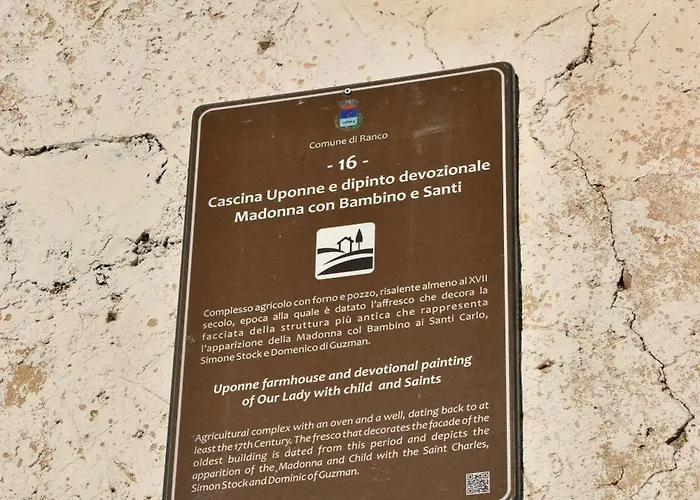 Comune di Ranco
- 16 -
Cascina Uponne e dipinto devozionale
Madonna con Bambino e Santi
Complesso agricolo con forno e pozzo, risalente almeno al XVII
secolo, epoca alla quale è datato l'affresco che decora la
facciata della struttura più antica che rappresenta
l'apparizione della Madonna col Bambino ai Santi Carlo,
Simone Stock e Domenico di Guzman.
Uponne farmhouse and devotional painting
of Our Lady with child and Saints
Agricultural complex with an oven and a well, dating back to at
least the 17th Century. The fresco that decorates the facade of the
oldest building is dated from this period and depicts the
apparition of the Madonna and Child with the Saint Charles,
Simon Stock and Dominic of Guzman.